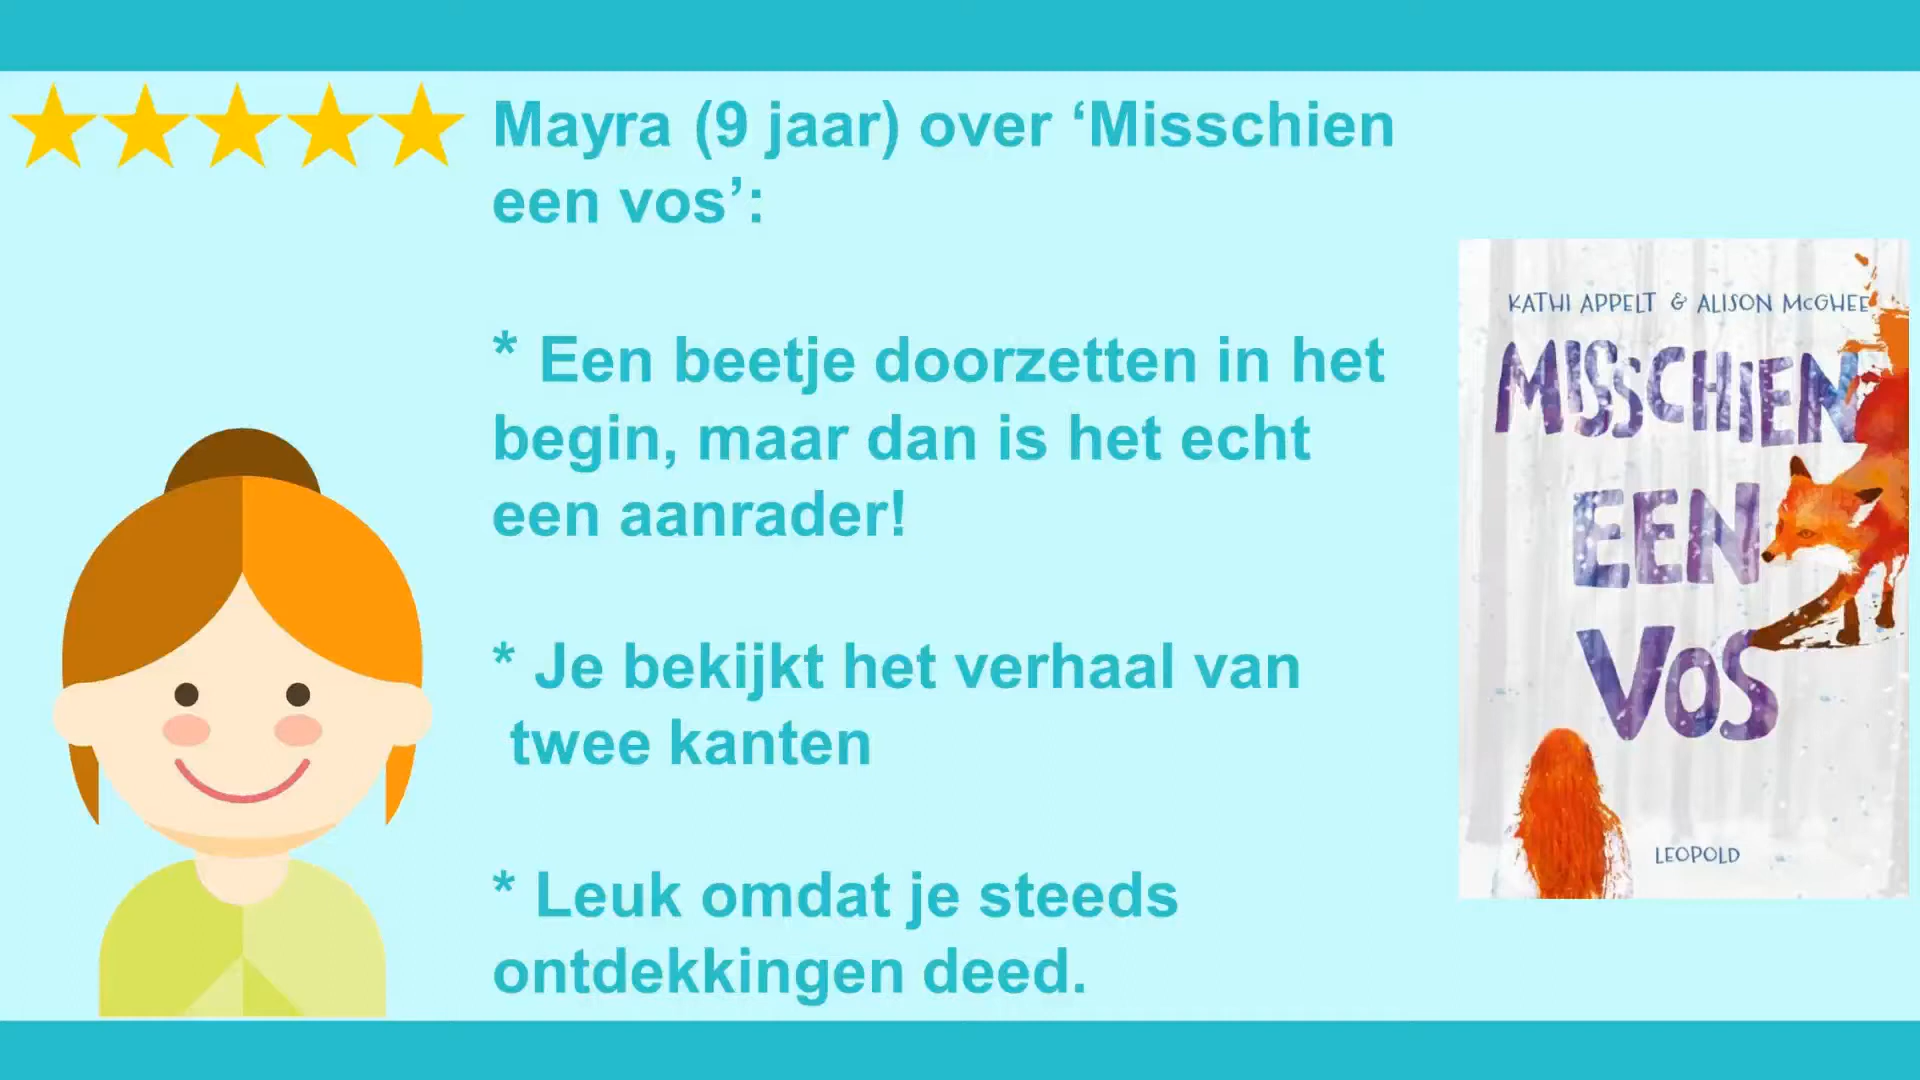 Mayra (9 jaar) over ‘Misschien
een vos’:
* Een beetje doorzetten in het
begin, maar dan is het echt
een aanrader!
* Je bekijkt het verhaal van
twee kanten
* Leuk omdat je steeds
ontdekkingen deed.
KATHI APPELT & ALISON McGHEE
MISSCHIEN
EEN
VOS
LEOPOLD